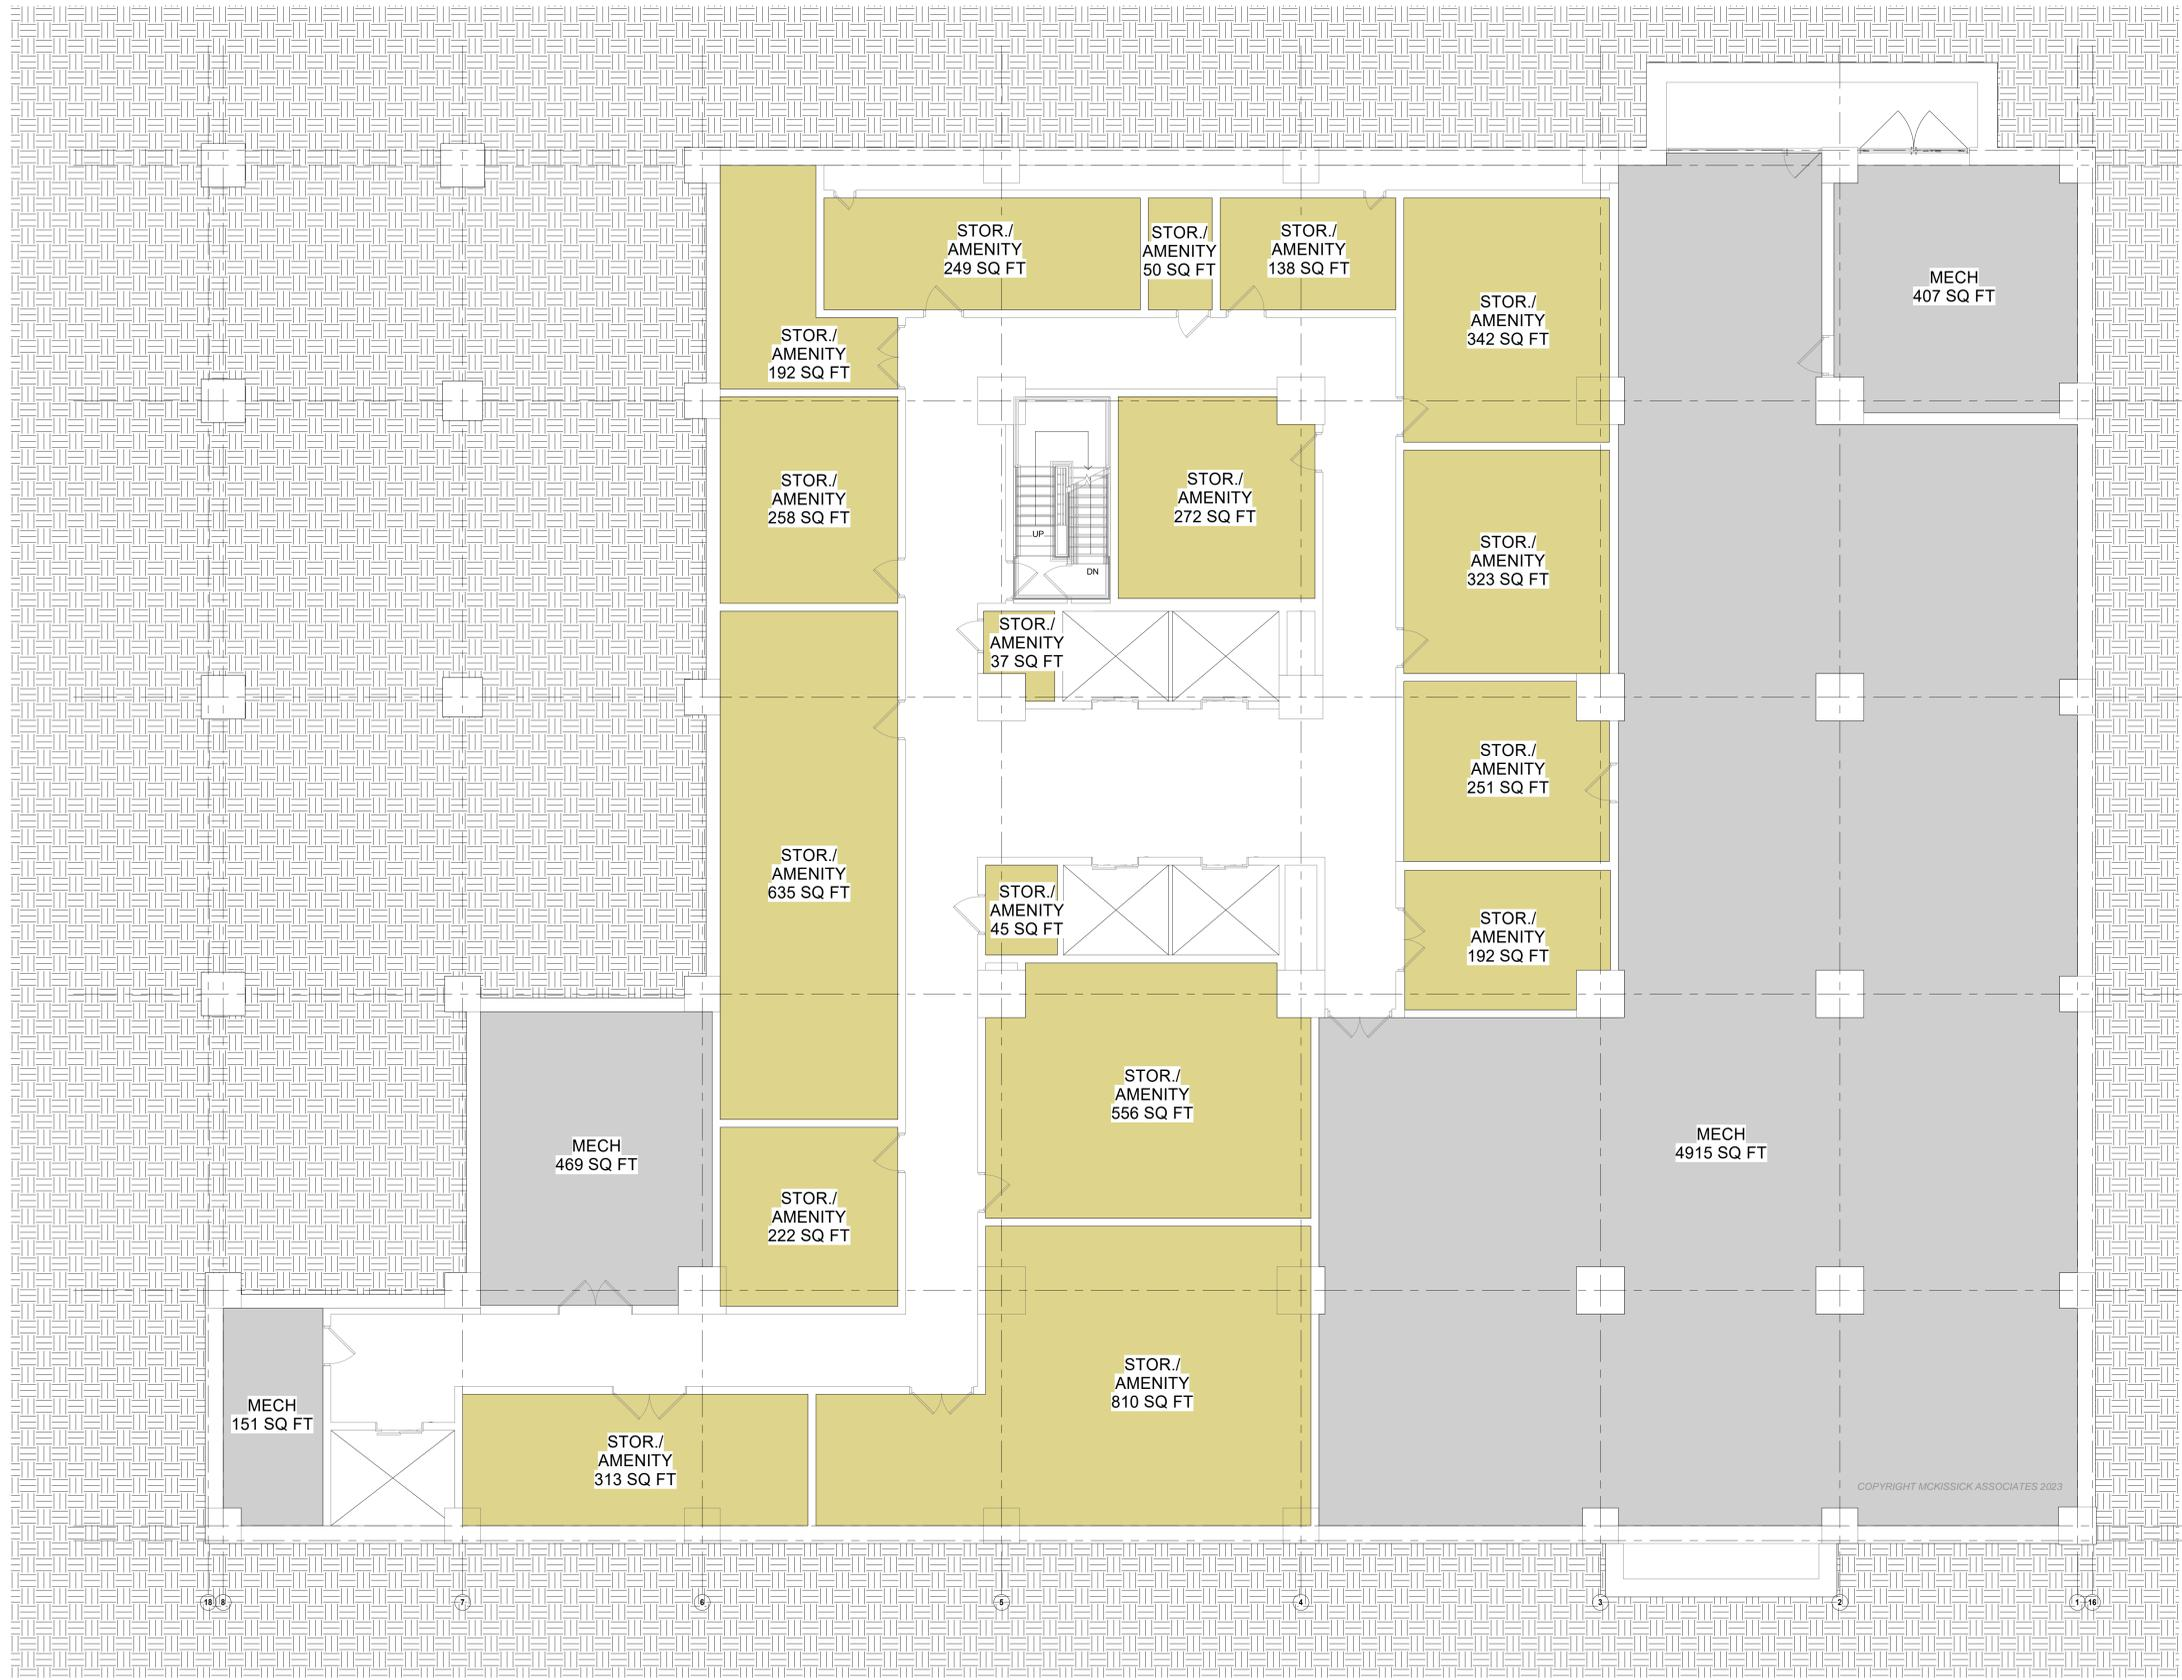 STOR./
AMENITY
249 SQ FT
STOR./
AMENITY
50 SQ FT
STOR./
AMENITY
138 SQ FT
STOR./
AMENITY
342 SQ FT
MECH
407 SQ FT
STOR./
AMENITY
192 SQ FT
STOR./
AMENITY
258 SQ FT
STOR./
AMENITY
272 SQ FT
UP
DN
STOR./
AMENITY
323 SQ FT
STOR./
AMENITY
37 SQ FT
STOR./
AMENITY
251 SQ FT
STOR./
AMENITY
635 SQ FT
STOR./
AMENITY
45 SQ FT
STOR./
AMENITY
192 SQ FT
STOR./
AMENITY
556 SQ FT
MECH
469 SQ FT
MECH
4915 SQ FT
STOR./
AMENITY
222 SQ FT
MECH
151 SQ FT
STOR./
AMENITY
810 SQ FT
STOR./
AMENITY
313 SQ FT
COPYRIGHT MCKISSICK ASSOCIATES 2023
18 8 7 6 5 4 3 2 1 16